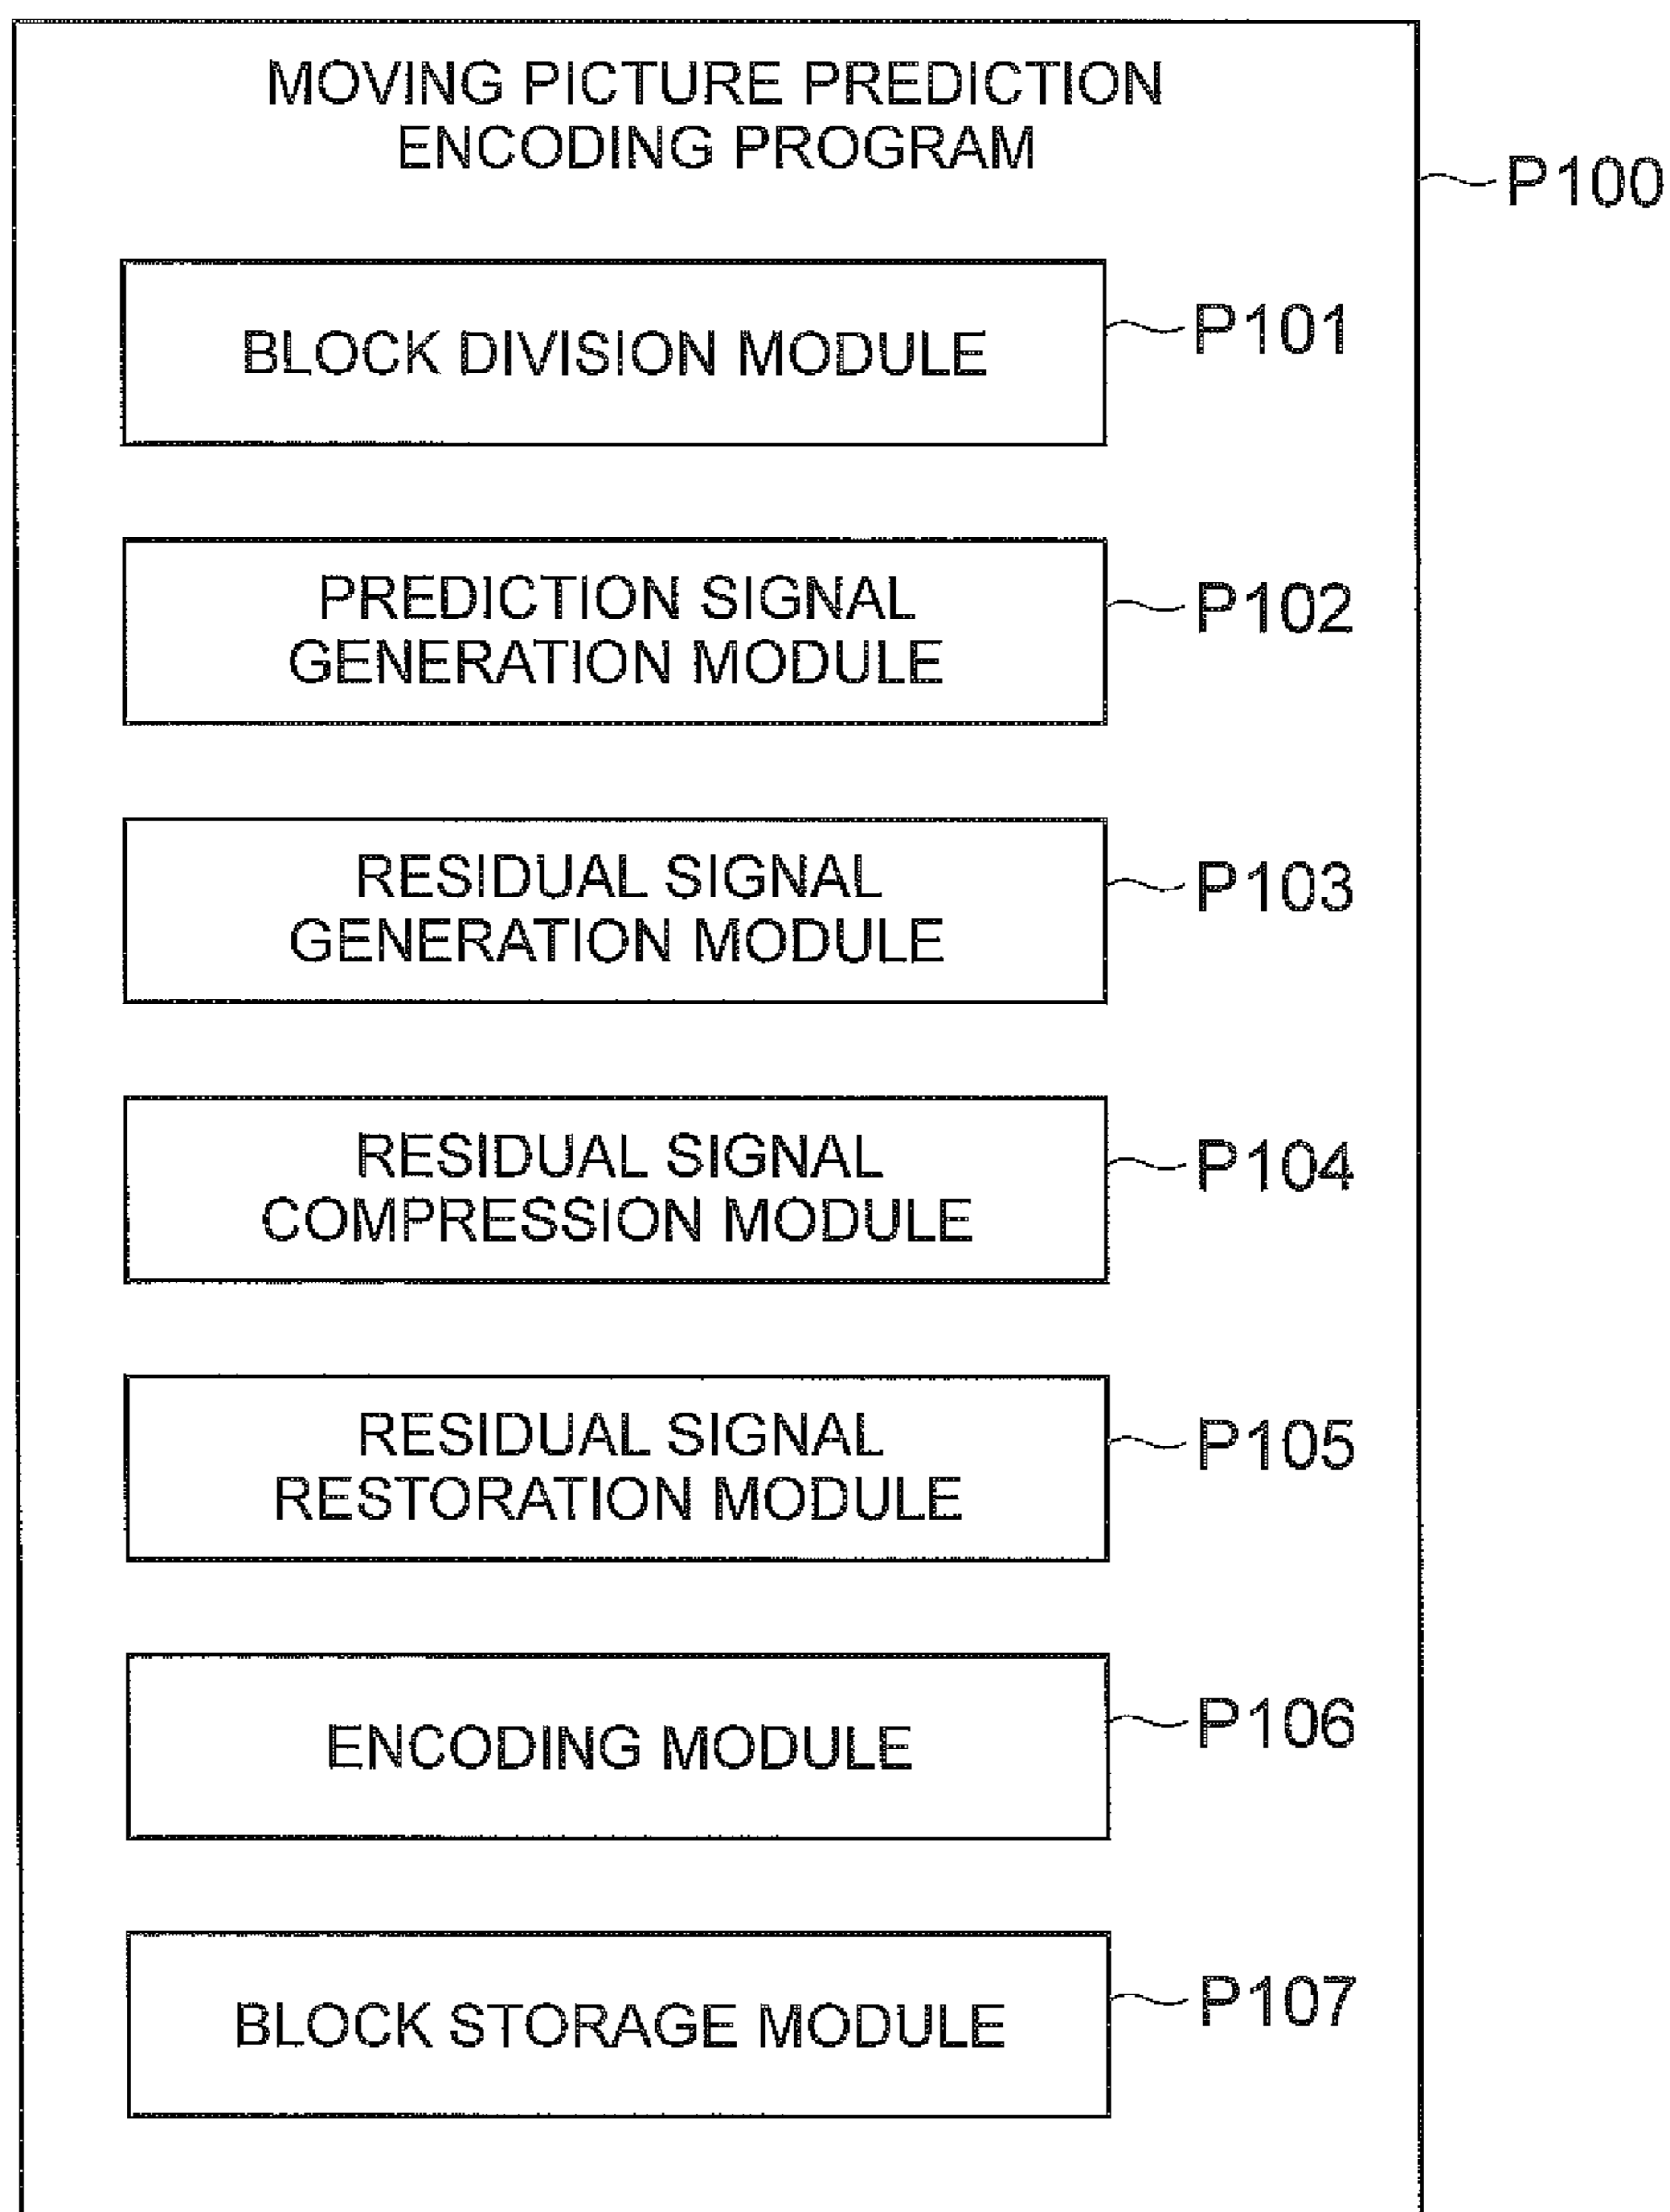 MOVING PICTURE PREDICTION
ENCODING PROGRAM
P100
BLOCK DIVISION MODULE
P101
PREDICTION SIGNAL
GENERATION MODULE
P102
RESIDUAL SIGNAL
GENERATION MODULE
P103
RESIDUAL SIGNAL
COMPRESSION MODULE
P104
RESIDUAL SIGNAL
RESTORATION MODULE
P105
ENCODING MODULE
P106
BLOCK STORAGE MODULE
P107